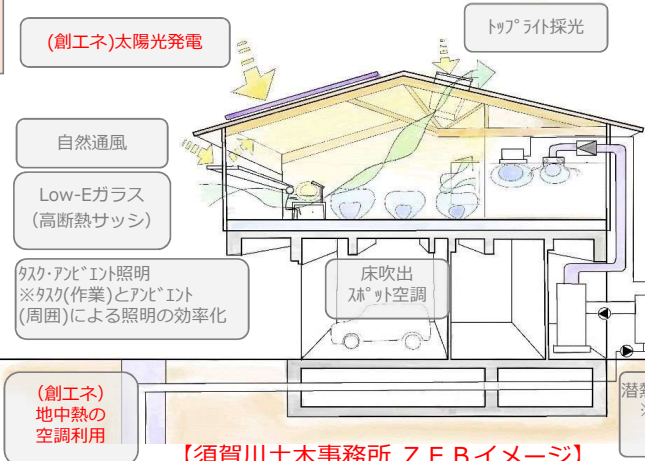 (創エネ)太陽光発電
ﾄｯﾌﾟﾗｲﾄ採光
自然通風
Low-Eガラス
(高断熱サッシ)
ﾀｽｸ・ｱﾝﾋﾞｴﾝﾄ照明
※ﾀｽｸ(作業)とｱﾝﾋﾞｴﾝﾄ
(周囲)による照明の効率化
床吹出
ｽﾎﾟｯﾄ空調
(創エネ)
地中熱の
空調利用
潜熱
※
【須賀川土木事務所 ＺＥＢイメージ】